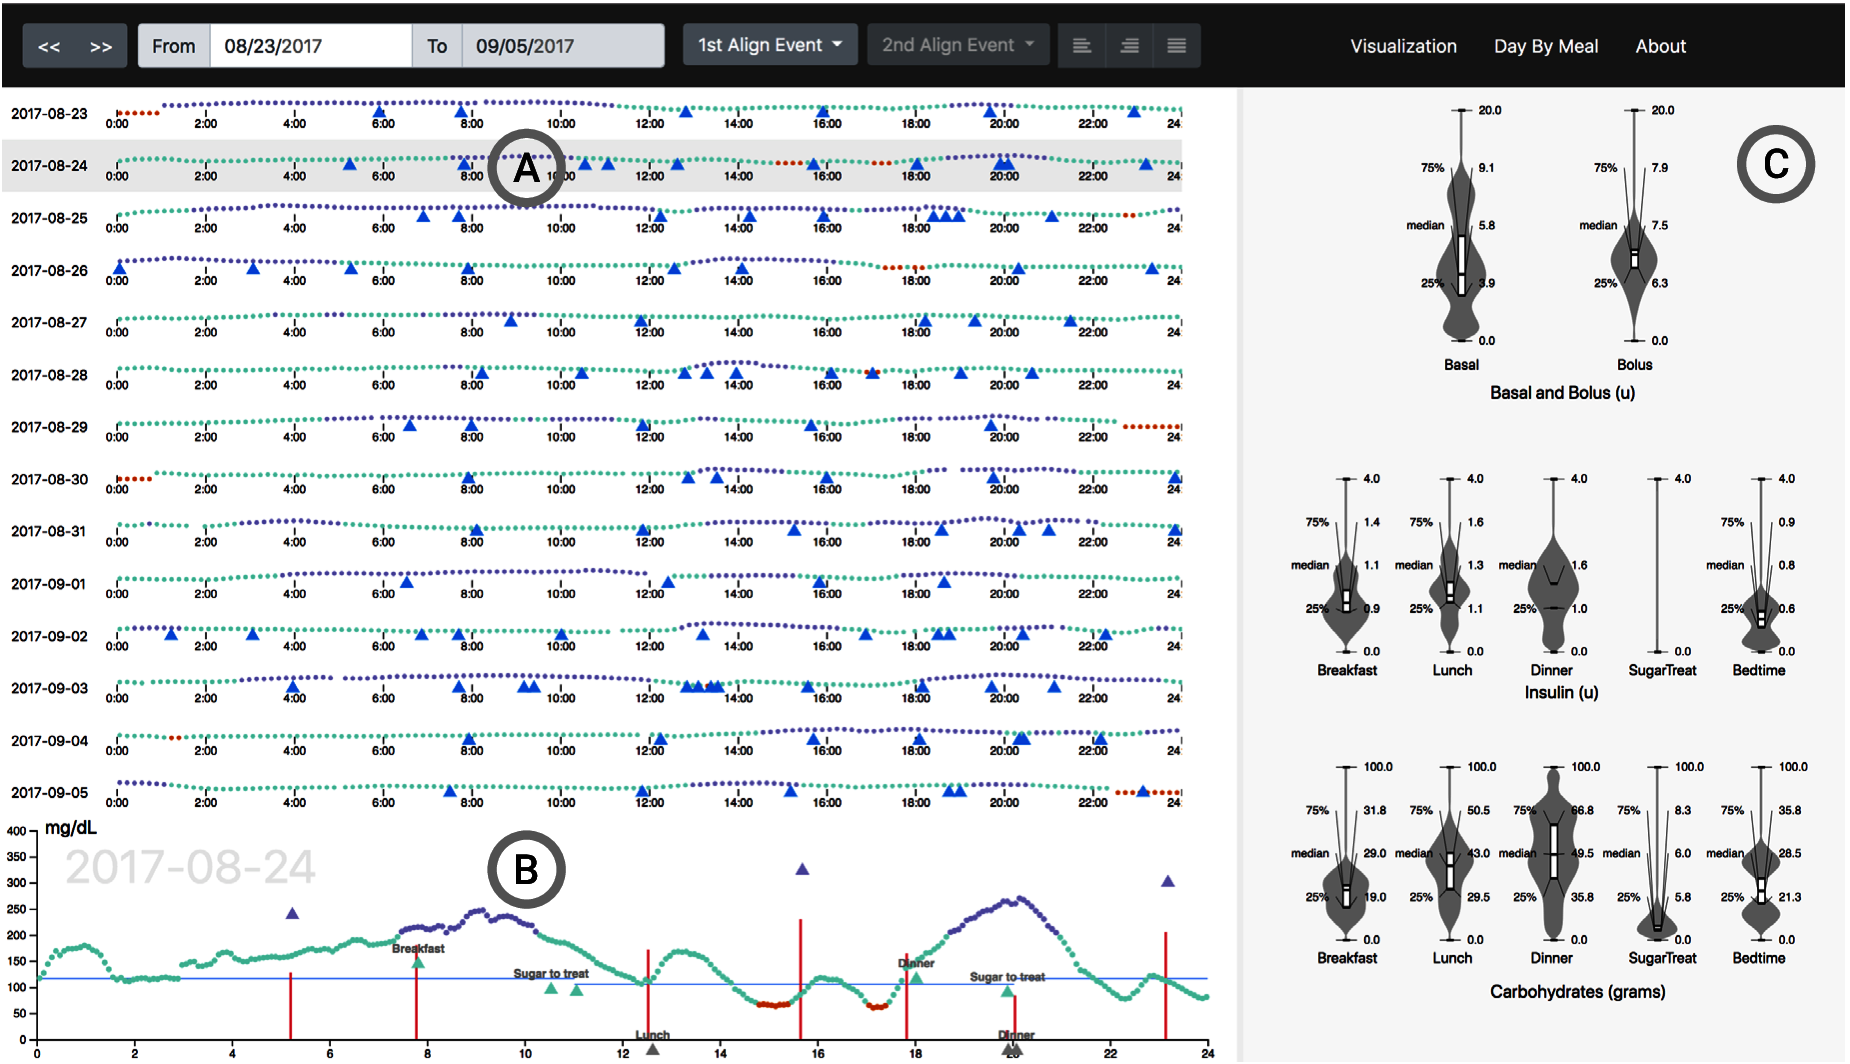 << >> From 08/23/2017 To 09/05/2017 1st Align Event 2nd Align Event Visualization Day By Meal About
2017-08-23
0:00 2:00 4:00 6:00 8:00 10:00 12:00 14:00 16:00 18:00 20:00 22:00 24:
2017-08-24
0:00 2:00 4:00 6:00 8:00 10:00 12:00 14:00 16:00 18:00 20:00 22:00 24:
A
2017-08-25
0:00 2:00 4:00 6:00 8:00 10:00 12:00 14:00 16:00 18:00 20:00 22:00 24:
2017-08-26
0:00 2:00 4:00 6:00 8:00 10:00 12:00 14:00 16:00 18:00 20:00 22:00 24:
2017-08-27
0:00 2:00 4:00 6:00 8:00 10:00 12:00 14:00 16:00 18:00 20:00 22:00 24:
2017-08-28
0:00 2:00 4:00 6:00 8:00 10:00 12:00 14:00 16:00 18:00 20:00 22:00 24:
2017-08-29
0:00 2:00 4:00 6:00 8:00 10:00 12:00 14:00 16:00 18:00 20:00 22:00 24:
2017-08-30
0:00 2:00 4:00 6:00 8:00 10:00 12:00 14:00 16:00 18:00 20:00 22:00 24:
2017-08-31
0:00 2:00 4:00 6:00 8:00 10:00 12:00 14:00 16:00 18:00 20:00 22:00 24:
2017-09-01
0:00 2:00 4:00 6:00 8:00 10:00 12:00 14:00 16:00 18:00 20:00 22:00 24:
2017-09-02
0:00 2:00 4:00 6:00 8:00 10:00 12:00 14:00 16:00 18:00 20:00 22:00 24:
2017-09-03
0:00 2:00 4:00 6:00 8:00 10:00 12:00 14:00 16:00 18:00 20:00 22:00 24:
2017-09-04
0:00 2:00 4:00 6:00 8:00 10:00 12:00 14:00 16:00 18:00 20:00 22:00 24:
2017-09-05
0:00 2:00 4:00 6:00 8:00 10:00 12:00 14:00 16:00 18:00 20:00 22:00 24:
mg/dL
2017-08-24
B
400
350
300
250
200
150
100
50
0
Breakfast
Sugar to treat
Lunch
Dinner
Sugar to treat
Dinner
0 2 4 6 8 10 12 14 16 18 20 22 24
C
20.0 20.0
75% 9.1 75% 7.9
median 5.8 median 7.5
25% 3.9 25% 6.3
0.0 0.0
Basal Bolus
Basal and Bolus (u)
4.0 4.0 4.0 4.0 4.0
75% 1.4 75% 1.6 75% 0.9
median 1.1 median 1.3 median 1.6 median 0.8
25% 0.9 25% 1.1 25% 1.0 25% 0.6
0.0 0.0 0.0 0.0 0.0
Breakfast Lunch Dinner SugarTreat Bedtime
Insulin (u)
100.0 100.0 100.0 100.0 100.0
75% 31.8 75% 50.5 75% 66.8 75% 8.3 75% 35.8
median 29.0 median 43.0 median 49.5 median 6.0 median 28.5
25% 19.0 25% 29.5 25% 35.8 25% 5.8 25% 21.3
0.0 0.0 0.0 0.0 0.0
Breakfast Lunch Dinner SugarTreat Bedtime
Carbohydrates (grams)